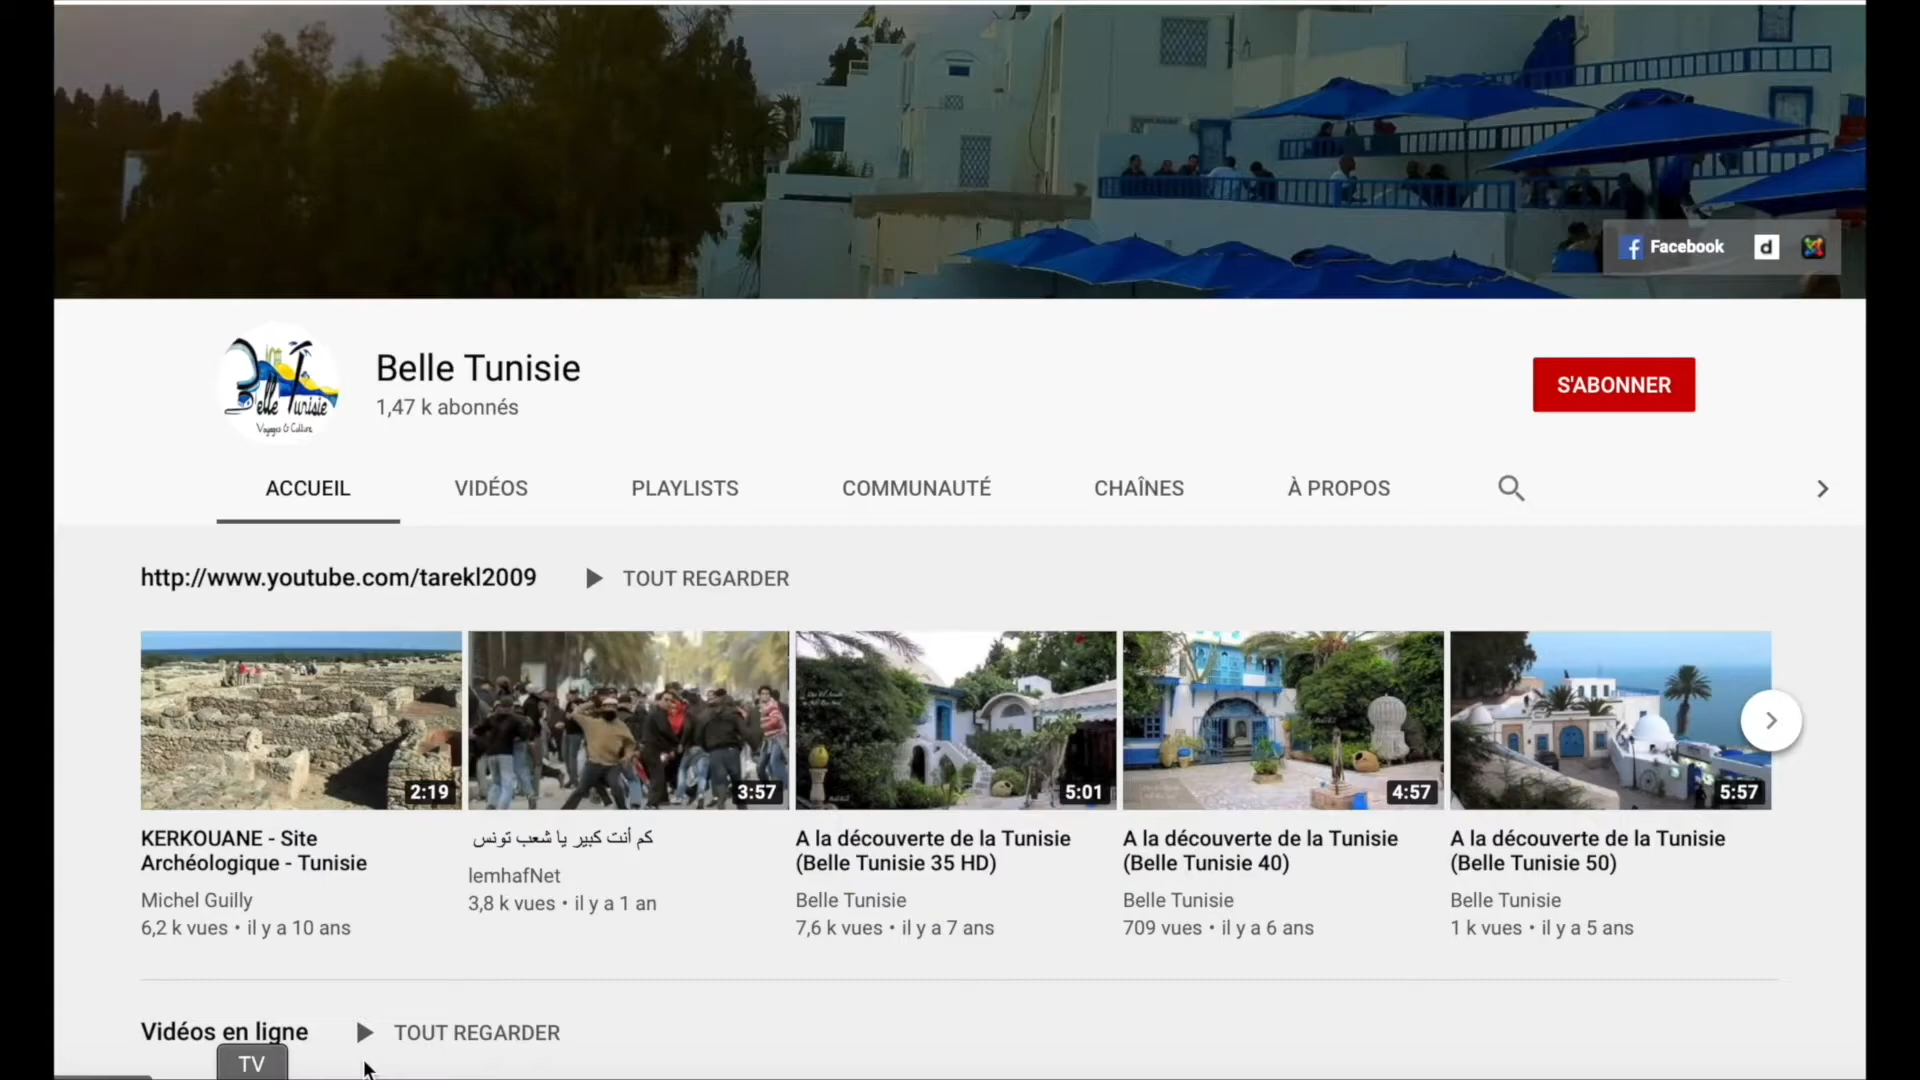 Facebook
d
Belle Tunisie
Voyages & Culture
Belle Tunisie
1,47 k abonnés
S'ABONNER
ACCUEIL
VIDÉOS
PLAYLISTS
COMMUNAUTÉ
CHAÎNES
À PROPOS
http://www.youtube.com/tarekl2009
TOUT REGARDER
2:19
3:57
5:01
4:57
5:57
KERKOUANE - Site
Archéologique - Tunisie
Michel Guilly
6,2 k vues • il y a 10 ans
كم أنت كبير يا شعب تونس
lemhafNet
3,8 k vues • il y a 1 an
A la découverte de la Tunisie
(Belle Tunisie 35 HD)
Belle Tunisie
7,6 k vues • il y a 7 ans
A la découverte de la Tunisie
(Belle Tunisie 40)
Belle Tunisie
709 vues • il y a 6 ans
A la découverte de la Tunisie
(Belle Tunisie 50)
Belle Tunisie
1 k vues • il y a 5 ans
Vidéos en ligne
TOUT REGARDER
TV